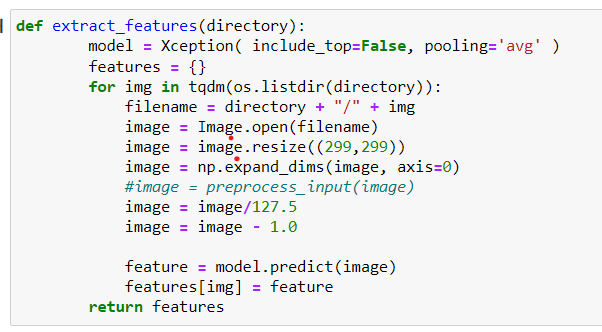 def extract_features(directory):
        model = Xception( include_top=False, pooling='avg' )
        features = {}
        for img in tqdm(os.listdir(directory)):
            filename = directory + "/" + img
            image = Image.open(filename)
            image = image.resize((299,299))
            image = np.expand_dims(image, axis=0)
            #image = preprocess_input(image)
            image = image/127.5
            image = image - 1.0

            feature = model.predict(image)
            features[img] = feature
        return features